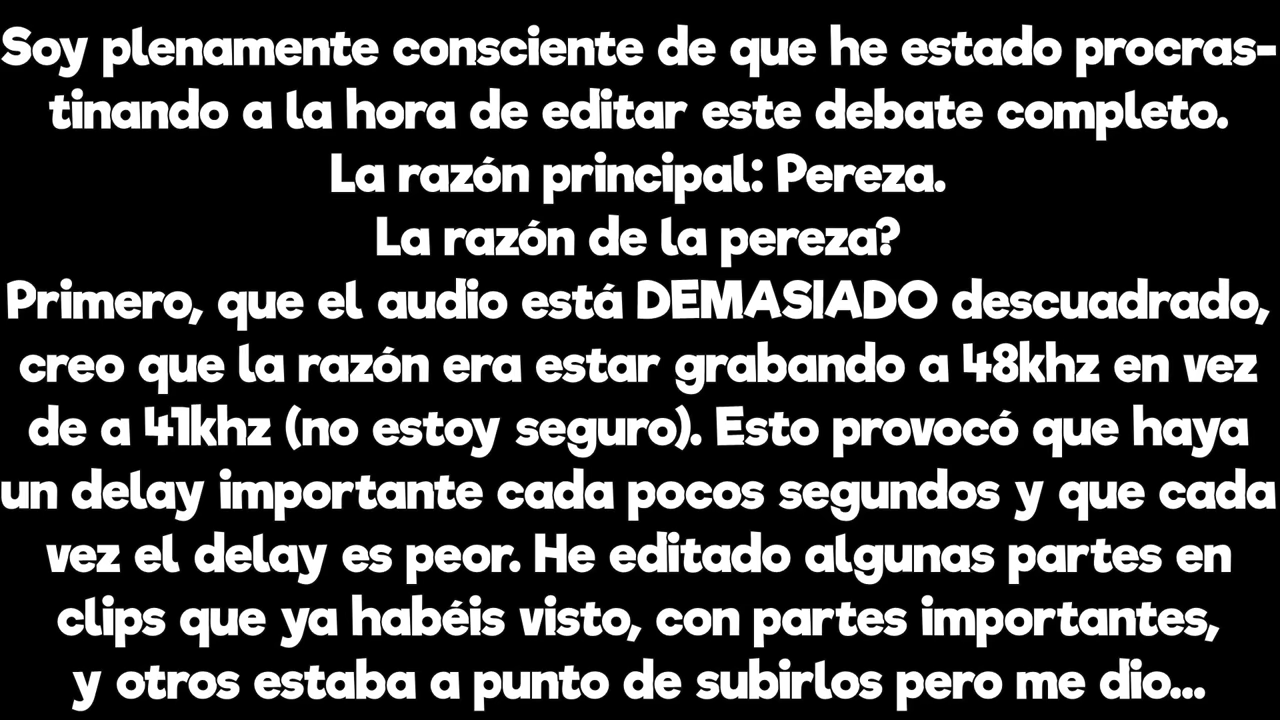 Soy plenamente consciente de que he estado procras-
tinando a la hora de editar este debate completo.
La razón principal: Pereza.
La razón de la pereza?
Primero, que el audio está DEMASIADO descuadrado,
creo que la razón era estar grabando a 48khz en vez
de a 41khz (no estoy seguro). Esto provocó que haya
un delay importante cada pocos segundos y que cada
vez el delay es peor. He editado algunas partes en
clips que ya habéis visto, con partes importantes,
y otros estaba a punto de subirlos pero me dio...